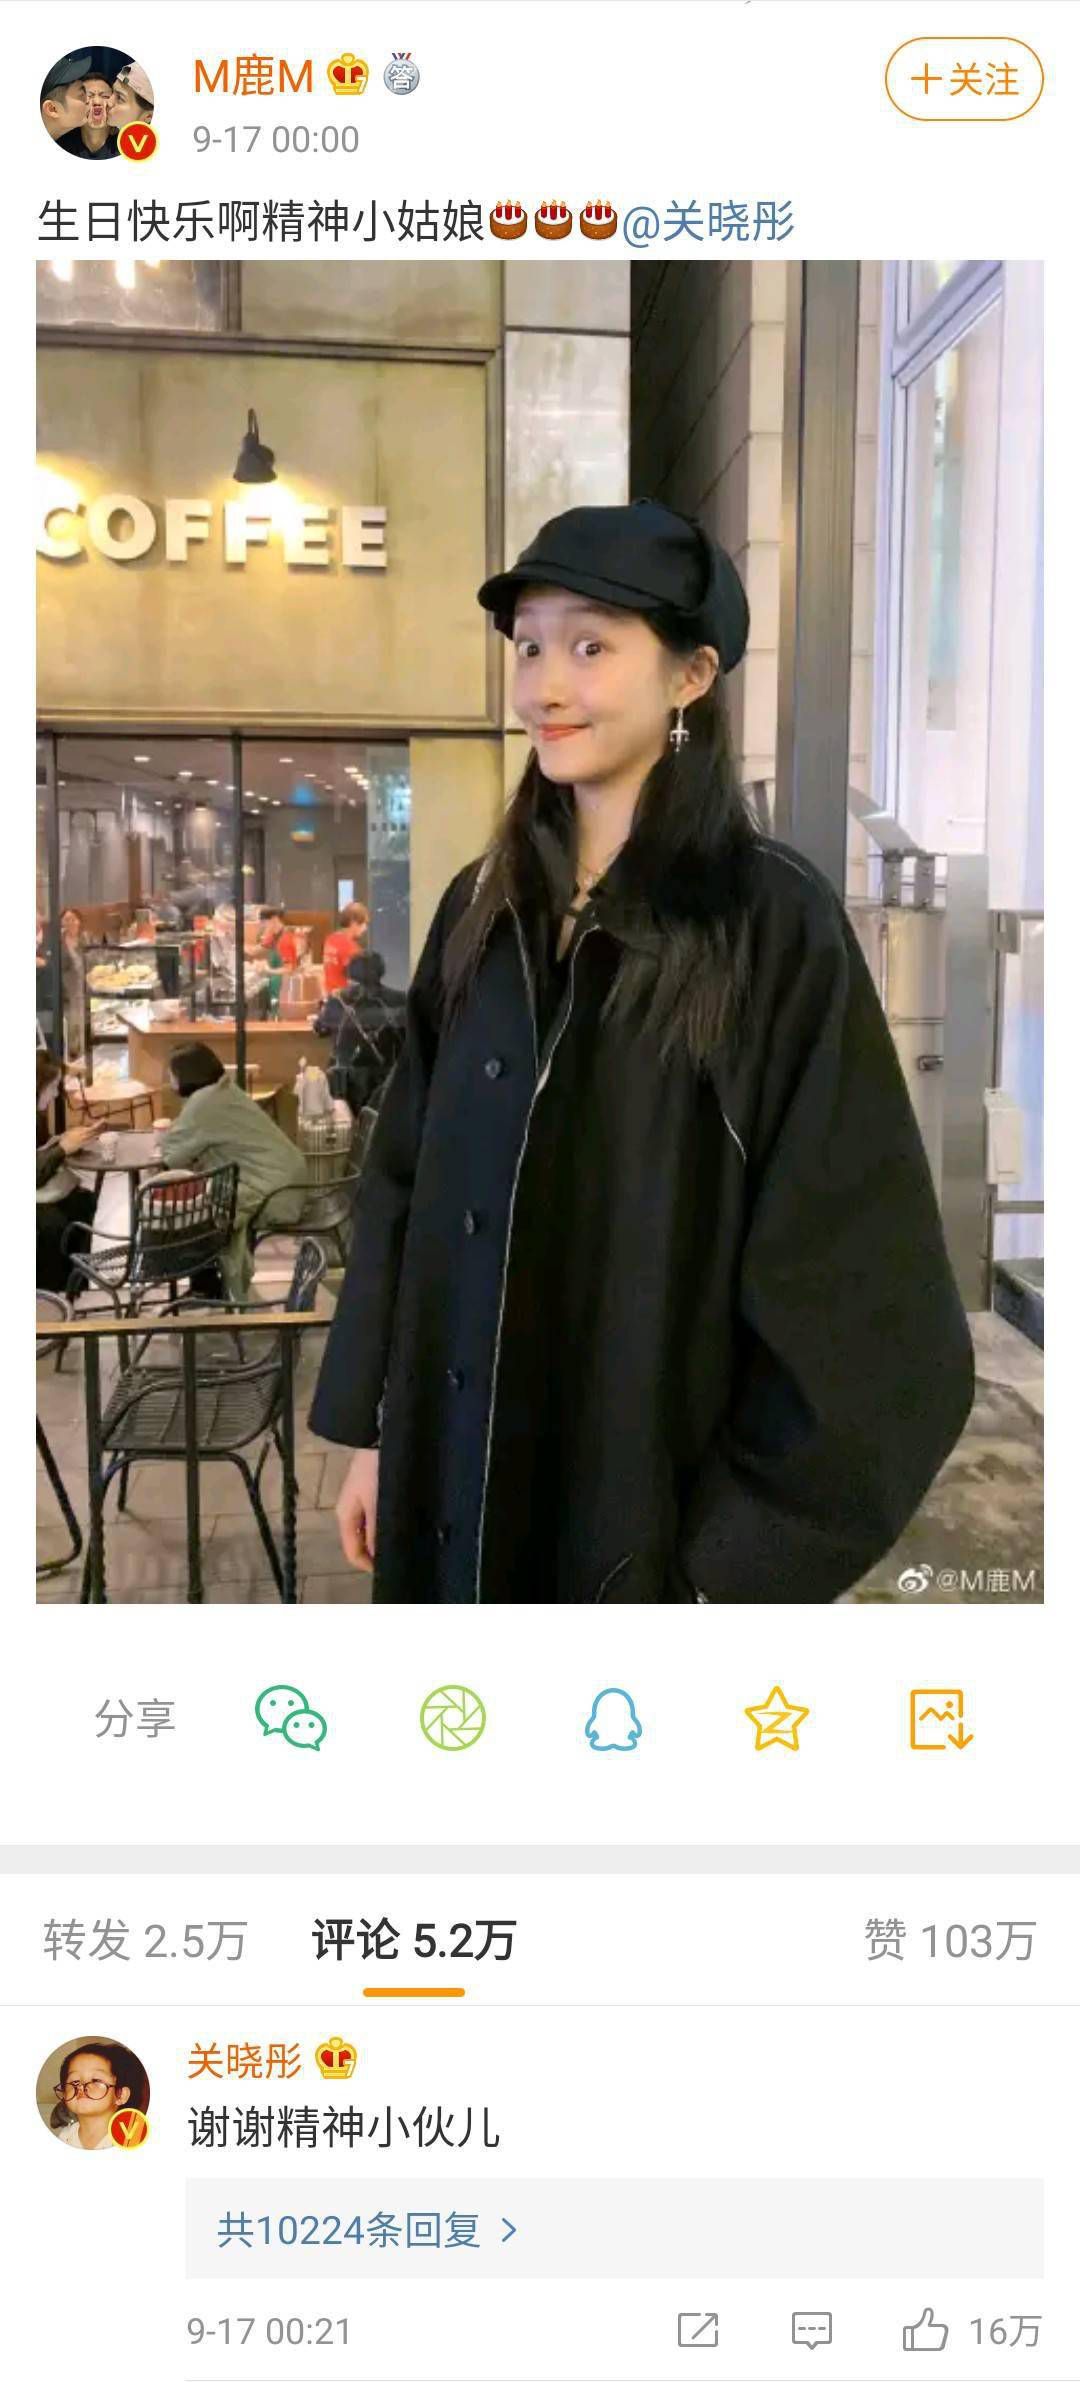 M鹿M
答
+关注
9-17 00:00
生日快乐啊精神小姑娘@关晓彤
COFFEE
@M鹿M
分享
转发 2.5万 评论 5.2万 赞 103万
关晓彤
谢谢精神小伙儿
共10224条回复 >
9-17 00:21 16万